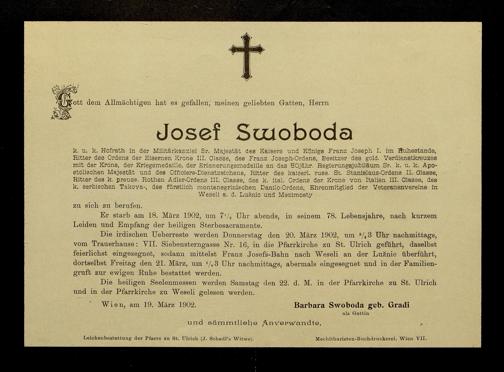 Gott dem Allmächtigen hat es gefallen, meinen geliebten Gatten, Herrn
Josef Swoboda
k. u. k. Hofrath in der Militärkanzlei Sr. Majestät des Kaisers und Königs Franz Joseph I. im Ruhestande,
Ritter des Ordens der Eisernen Krone III. Classe, des Franz Joseph-Ordens, Besitzer des gold. Verdienstkreuzes
mit der Krone, der Kriegsmedaille, der Erinnerungsmedaille an das 50jähr. Regierungsjubiläum Sr. k. u. k. Apo-
stolischen Majestät und des Officiers-Dienstzeichens, Ritter des kaiserl. russ. St. Stanislaus-Ordens II. Classe,
des k. preuss. Rothen Adler-Ordens III. Classe, des k. ital. Ordens der Krone von Italien III. Classe, des
k. serbischen Takova-, des fürstlich montenegrinischen Danilo-Ordens, Ehrenmitglied der Veteranenvereine in
Weseli a. d. Lužnic und Mezimosty
zu sich zu berufen.
Er starb am 18. März 1902, um 7¼ Uhr abends, in seinem 78. Lebensjahre, nach kurzem
Leiden und Empfang der heiligen Sterbesacramente.
Die irdischen Ueberreste werden Donnerstag den 20. März 1902, um 3 Uhr nachmittags,
vom Trauerhause: VII. Siebensterngasse Nr. 16, in die Pfarrkirche zu St. Ulrich geführt, daselbst
feierlichst eingesegnet, sodann mittelst Franz Josefs-Bahn nach Weseli an der Lužnic überführt,
dortselbst Freitag den 21. März, um 3 Uhr nachmittags, abermals eingesegnet und in der Familien-
gruft zur ewigen Ruhe bestattet werden.
Die heiligen Seelenmessen werden Samstag den 22. d. M. in der Pfarrkirche zu St. Ulrich
und in der Pfarrkirche zu Weseli gelesen werden.
Wien, am 19. März 1902.
Barbara Swoboda geb. Gradl
als Gattin
und sämmtliche Anverwandte.
Leichenbestattung der Pfarre zu St. Ulrich (J. Schadl's Witwe).
Mechitharisten-Buchdruckerei, Wien VII.